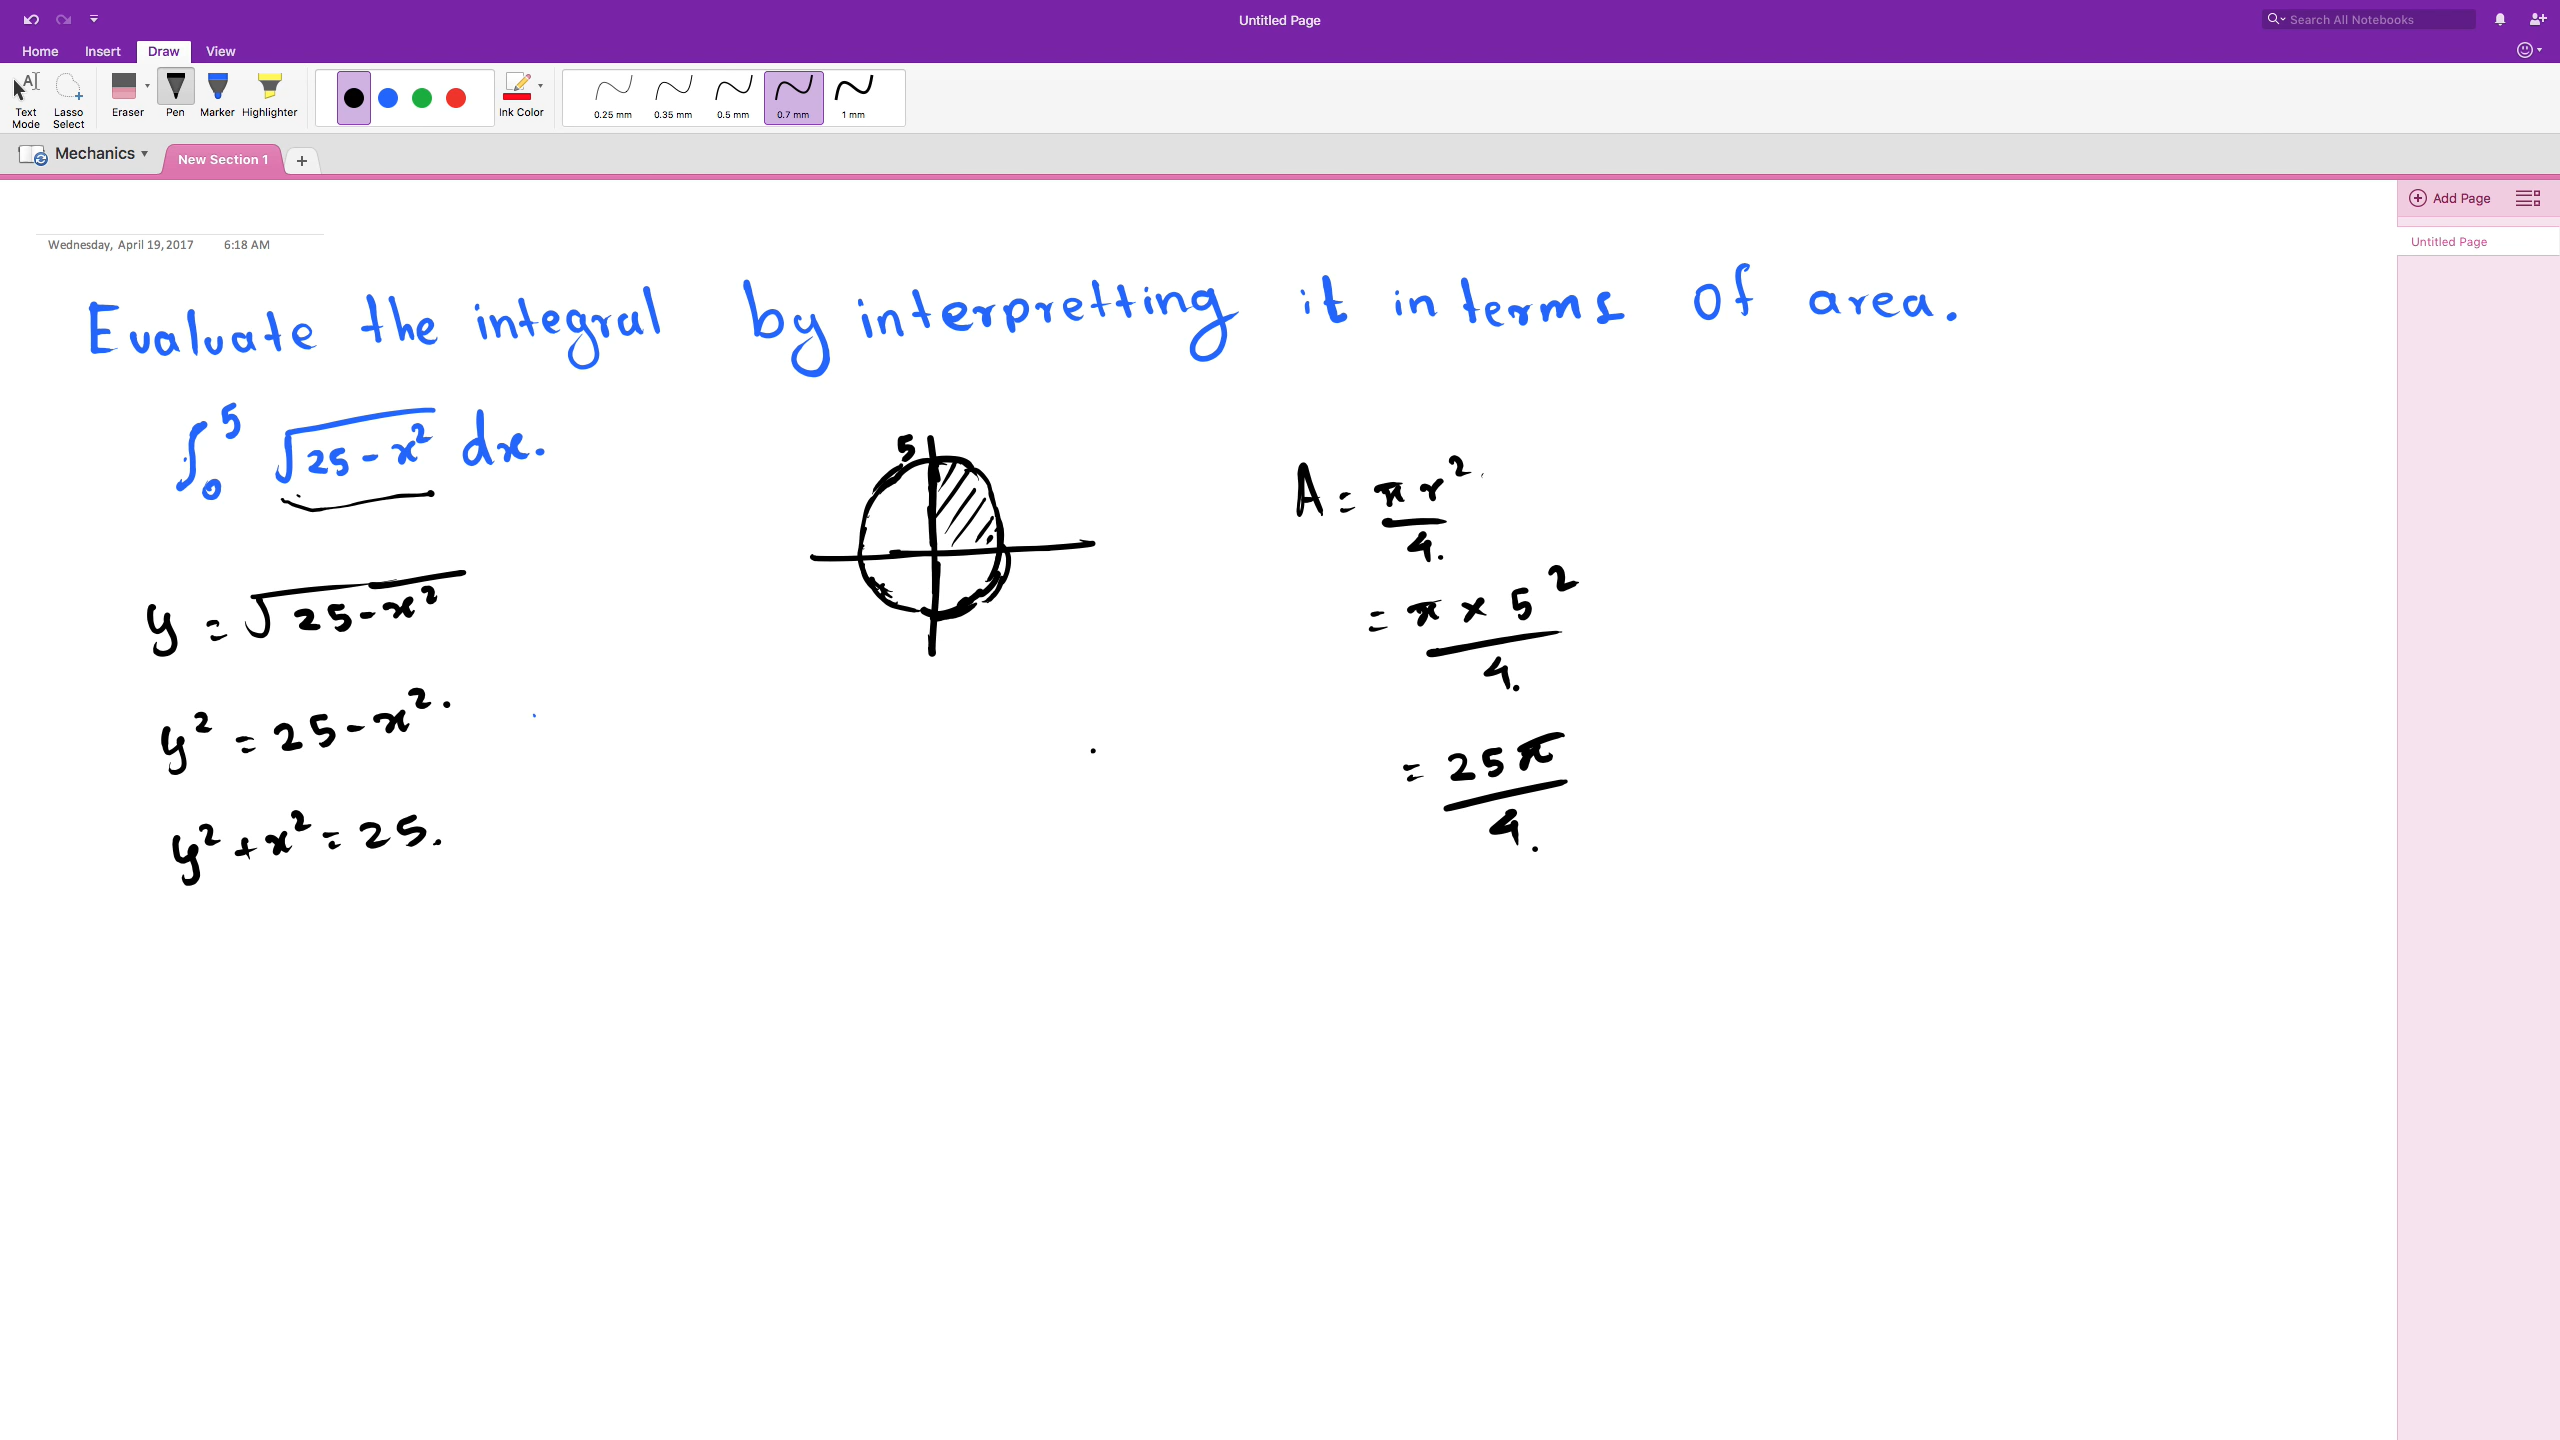 Untitled Page
Search All Notebooks
Home Insert Draw View
Text Mode
Lasso Select
Eraser
Pen
Marker
Highlighter
Ink Color
0.25 mm 0.35 mm 0.5 mm 0.7 mm 1 mm
Mechanics
New Section 1
+
Add Page
Untitled Page
Wednesday, April 19, 2017 6:18 AM
Evaluate the integral by interpretting it in terms of area.
∫₀⁵ √(25-x²) dx.
5
y = √(25-x²)
y² = 25-x².
y² + x² = 25.
A = πr²/4.
= π × 5²/4.
= 25π/4.